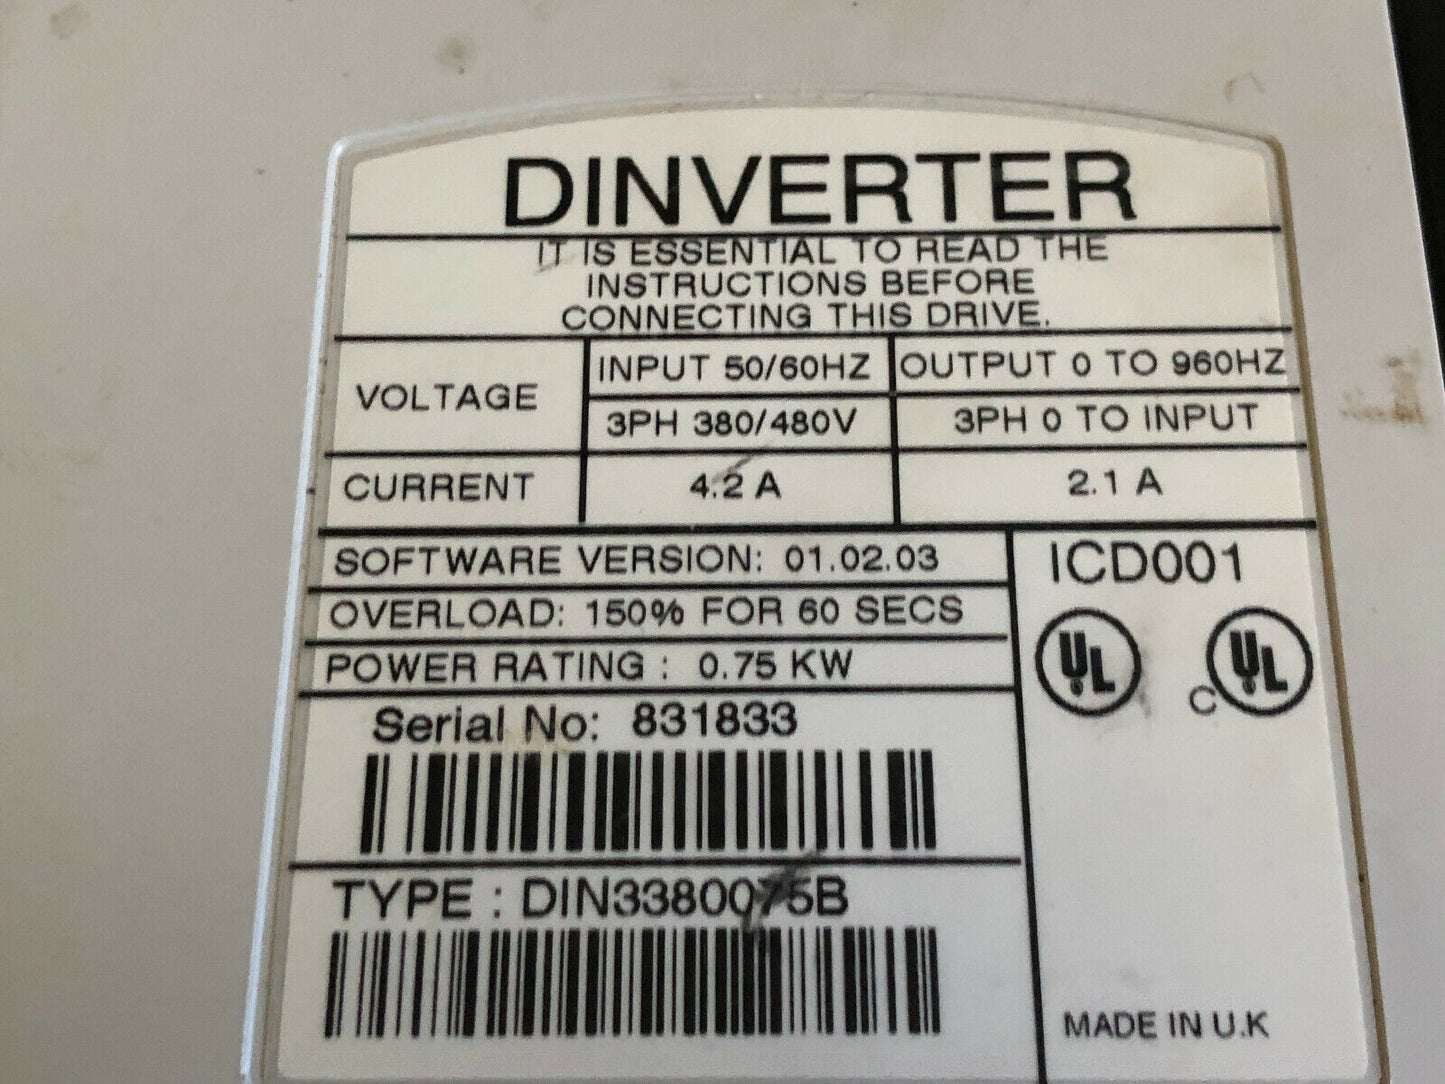 DINVERTER
IT IS ESSENTIAL TO READ THE
INSTRUCTIONS BEFORE
CONNECTING THIS DRIVE.
VOLTAGE
INPUT 50/60HZ
OUTPUT 0 TO 960HZ
3PH 380/480V
3PH 0 TO INPUT
CURRENT
4.2 A
2.1 A
SOFTWARE VERSION: 01.02.03
OVERLOAD: 150% FOR 60 SECS
POWER RATING : 0.75 KW
ICD001
UL
C UL
Serial No: 831833
TYPE : DIN3380075B
MADE IN U.K